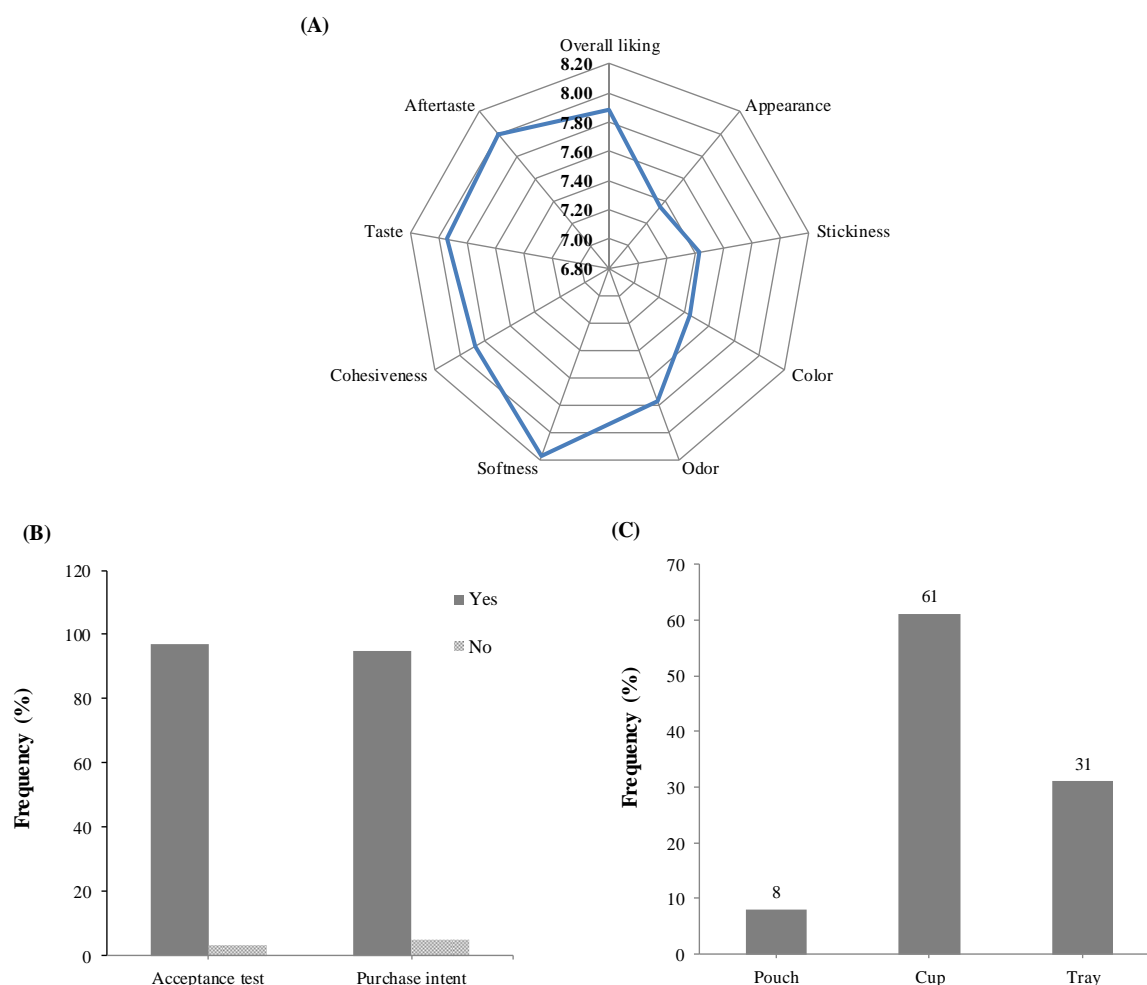 (A)
Overall liking
8.20
Aftertaste
8.00
Appearance
7.80
7.60
7.40
7.20
Taste
Stickiness
7.00
6.80
Cohesiveness
Color
Softness
Odor
(B)
120
100
80
60
40
20
0
Frequency (%)
Yes
No
Acceptance test
Purchase intent
(C)
70
60
50
40
30
20
10
0
Frequency (%)
8
61
31
Pouch
Cup
Tray